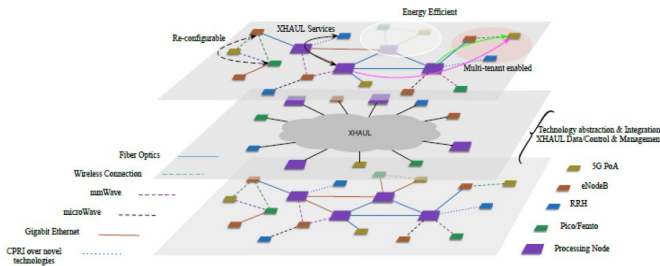 Energy Efficient
XHAUL Services
Re-configurable
Multi-tenant enabled
XHAUL
Technology abstraction & Integration
XHAUL Data/Control & Management
Fiber Optics
Wireless Connection
mmWave
microWave
Gigabit Ethernet
CPRI over novel
technologies
5G PoA
eNodeB
RRH
Pico/Femto
Processing Node